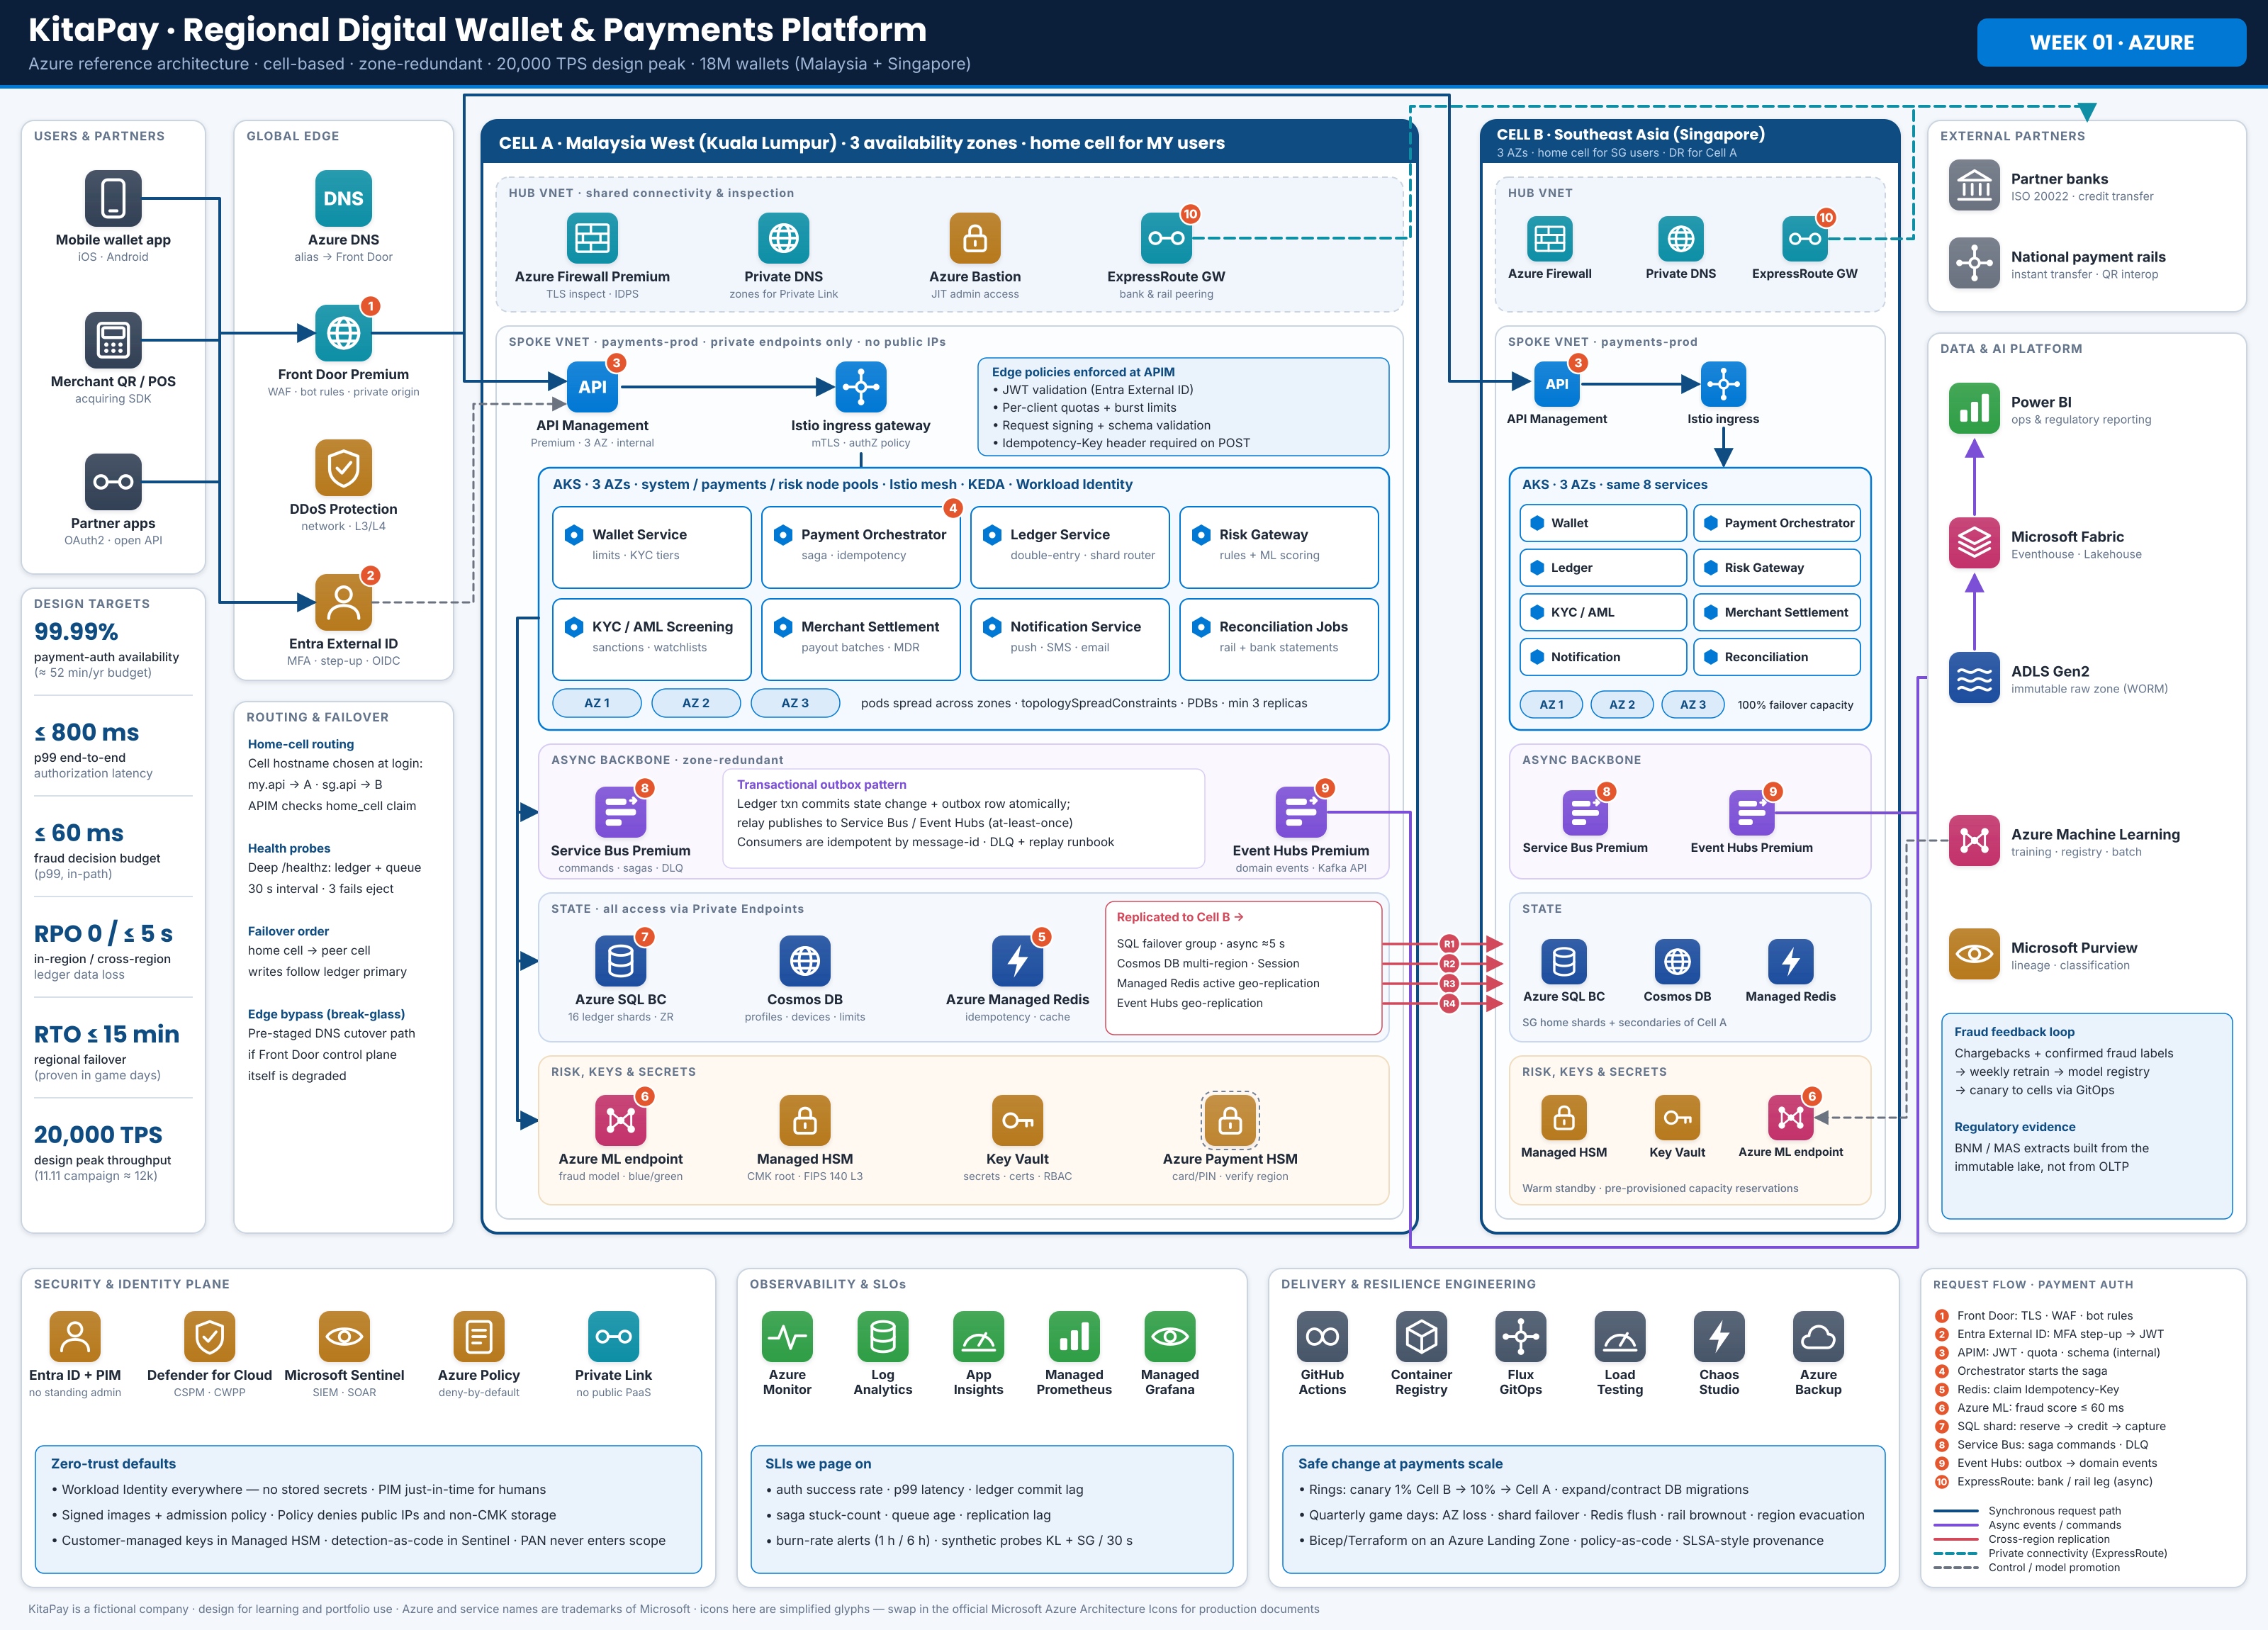 KitaPay · Regional Digital Wallet & Payments Platform
Azure reference architecture · cell-based · zone-redundant · 20,000 TPS design peak · 18M wallets (Malaysia + Singapore)
WEEK 01 · AZURE
USERS & PARTNERS
Mobile wallet app
iOS · Android
Merchant QR / POS
acquiring SDK
Partner apps
OAuth2 · open API
DESIGN TARGETS
99.99%
payment-auth availability
(≈ 52 min/yr budget)
≤ 800 ms
p99 end-to-end
authorization latency
≤ 60 ms
fraud decision budget
(p99, in-path)
RPO 0 / ≤ 5 s
in-region / cross-region
ledger data loss
RTO ≤ 15 min
regional failover
(proven in game days)
20,000 TPS
design peak throughput
(11.11 campaign ≈ 12k)
GLOBAL EDGE
DNS
Azure DNS
alias → Front Door
1
Front Door Premium
WAF · bot rules · private origin
DDoS Protection
network · L3/L4
2
Entra External ID
MFA · step-up · OIDC
ROUTING & FAILOVER
Home-cell routing
Cell hostname chosen at login:
my.api → A · sg.api → B
APIM checks home_cell claim
Health probes
Deep /healthz: ledger + queue
30 s interval · 3 fails eject
Failover order
home cell → peer cell
writes follow ledger primary
Edge bypass (break-glass)
Pre-staged DNS cutover path
if Front Door control plane
itself is degraded
CELL A · Malaysia West (Kuala Lumpur) · 3 availability zones · home cell for MY users
HUB VNET · shared connectivity & inspection
Azure Firewall Premium
TLS inspect · IDPS
Private DNS
zones for Private Link
Azure Bastion
JIT admin access
10
ExpressRoute GW
bank & rail peering
SPOKE VNET · payments-prod · private endpoints only · no public IPs
API
3
API Management
Premium · 3 AZ · internal
Istio ingress gateway
mTLS · authZ policy
Edge policies enforced at APIM
• JWT validation (Entra External ID)
• Per-client quotas + burst limits
• Request signing + schema validation
• Idempotency-Key header required on POST
AKS · 3 AZs · system / payments / risk node pools · Istio mesh · KEDA · Workload Identity
Wallet Service
limits · KYC tiers
4
Payment Orchestrator
saga · idempotency
Ledger Service
double-entry · shard router
Risk Gateway
rules + ML scoring
KYC / AML Screening
sanctions · watchlists
Merchant Settlement
payout batches · MDR
Notification Service
push · SMS · email
Reconciliation Jobs
rail + bank statements
AZ 1
AZ 2
AZ 3
pods spread across zones · topologySpreadConstraints · PDBs · min 3 replicas
ASYNC BACKBONE · zone-redundant
8
Service Bus Premium
commands · sagas · DLQ
Transactional outbox pattern
Ledger txn commits state change + outbox row atomically;
relay publishes to Service Bus / Event Hubs (at-least-once)
Consumers are idempotent by message-id · DLQ + replay runbook
9
Event Hubs Premium
domain events · Kafka API
STATE · all access via Private Endpoints
7
Azure SQL BC
16 ledger shards · ZR
Cosmos DB
profiles · devices · limits
5
Azure Managed Redis
idempotency · cache
Replicated to Cell B →
SQL failover group · async ≈5 s
Cosmos DB multi-region · Session
Managed Redis active geo-replication
Event Hubs geo-replication
R1
R2
R3
R4
RISK, KEYS & SECRETS
6
Azure ML endpoint
fraud model · blue/green
Managed HSM
CMK root · FIPS 140 L3
Key Vault
secrets · certs · RBAC
Azure Payment HSM
card/PIN · verify region
CELL B · Southeast Asia (Singapore)
3 AZs · home cell for SG users · DR for Cell A
HUB VNET
Azure Firewall
Private DNS
10
ExpressRoute GW
SPOKE VNET · payments-prod
API
3
API Management
Istio ingress
AKS · 3 AZs · same 8 services
Wallet
Payment Orchestrator
Ledger
Risk Gateway
KYC / AML
Merchant Settlement
Notification
Reconciliation
AZ 1
AZ 2
AZ 3
100% failover capacity
ASYNC BACKBONE
8
Service Bus Premium
9
Event Hubs Premium
STATE
Azure SQL BC
Cosmos DB
Managed Redis
SG home shards + secondaries of Cell A
RISK, KEYS & SECRETS
Managed HSM
Key Vault
6
Azure ML endpoint
Warm standby · pre-provisioned capacity reservations
EXTERNAL PARTNERS
Partner banks
ISO 20022 · credit transfer
National payment rails
instant transfer · QR interop
DATA & AI PLATFORM
Power BI
ops & regulatory reporting
Microsoft Fabric
Eventhouse · Lakehouse
ADLS Gen2
immutable raw zone (WORM)
Azure Machine Learning
training · registry · batch
Microsoft Purview
lineage · classification
Fraud feedback loop
Chargebacks + confirmed fraud labels
→ weekly retrain → model registry
→ canary to cells via GitOps
Regulatory evidence
BNM / MAS extracts built from the
immutable lake, not from OLTP
SECURITY & IDENTITY PLANE
Entra ID + PIM
no standing admin
Defender for Cloud
CSPM · CWPP
Microsoft Sentinel
SIEM · SOAR
Azure Policy
deny-by-default
Private Link
no public PaaS
Zero-trust defaults
• Workload Identity everywhere — no stored secrets · PIM just-in-time for humans
• Signed images + admission policy · Policy denies public IPs and non-CMK storage
• Customer-managed keys in Managed HSM · detection-as-code in Sentinel · PAN never enters scope
OBSERVABILITY & SLOs
Azure
Monitor
Log
Analytics
App
Insights
Managed
Prometheus
Managed
Grafana
SLIs we page on
• auth success rate · p99 latency · ledger commit lag
• saga stuck-count · queue age · replication lag
• burn-rate alerts (1 h / 6 h) · synthetic probes KL + SG / 30 s
DELIVERY & RESILIENCE ENGINEERING
GitHub
Actions
Container
Registry
Flux
GitOps
Load
Testing
Chaos
Studio
Azure
Backup
Safe change at payments scale
• Rings: canary 1% Cell B → 10% → Cell A · expand/contract DB migrations
• Quarterly game days: AZ loss · shard failover · Redis flush · rail brownout · region evacuation
• Bicep/Terraform on an Azure Landing Zone · policy-as-code · SLSA-style provenance
REQUEST FLOW · PAYMENT AUTH
1 Front Door: TLS · WAF · bot rules
2 Entra External ID: MFA step-up → JWT
3 APIM: JWT · quota · schema (internal)
4 Orchestrator starts the saga
5 Redis: claim Idempotency-Key
6 Azure ML: fraud score ≤ 60 ms
7 SQL shard: reserve → credit → capture
8 Service Bus: saga commands · DLQ
9 Event Hubs: outbox → domain events
10 ExpressRoute: bank / rail leg (async)
Synchronous request path
Async events / commands
Cross-region replication
Private connectivity (ExpressRoute)
Control / model promotion
KitaPay is a fictional company · design for learning and portfolio use · Azure and service names are trademarks of Microsoft · icons here are simplified glyphs — swap in the official Microsoft Azure Architecture Icons for production documents